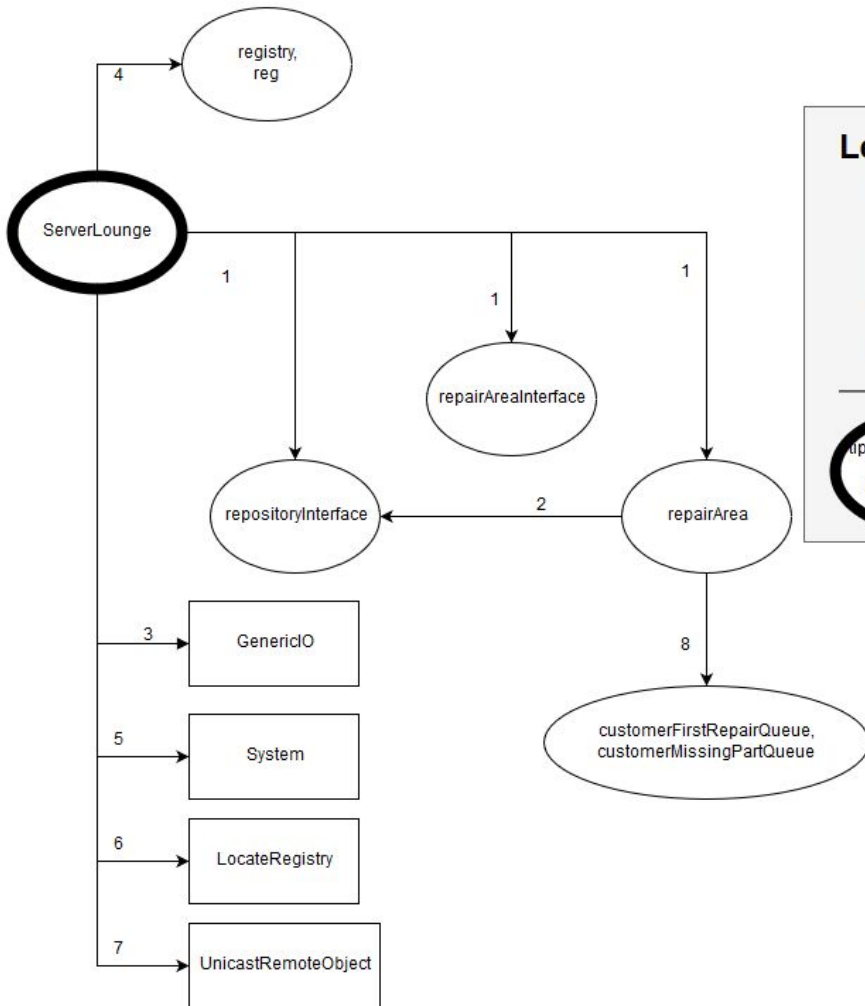 registry,
reg
4
ServerLounge
1
1
1
repairAreaInterface
repositoryInterface
2
repairArea
3
GenericIO
8
5
System
customerFirstRepairQueue,
customerMissingPartQueue
6
LocateRegistry
7
UnicastRemoteObject